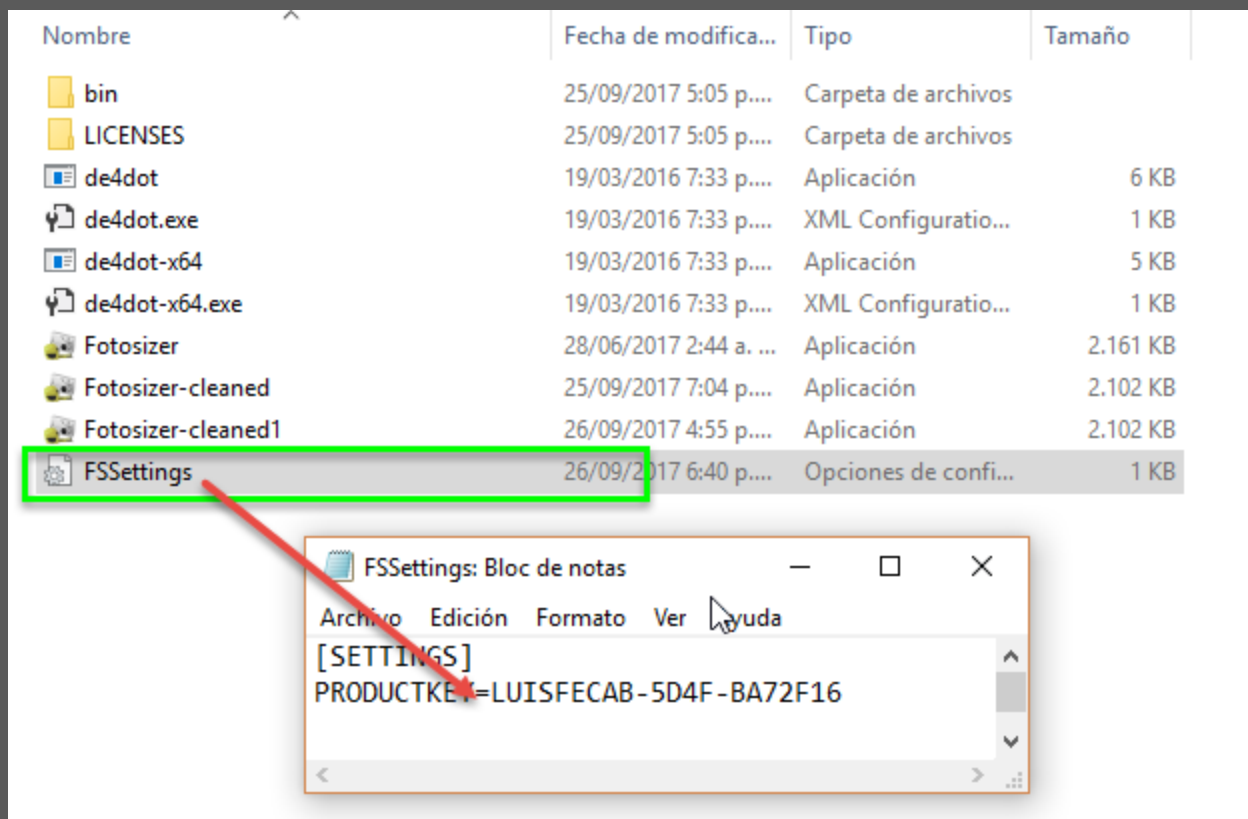 Nombre Fecha de modifica... Tipo Tamaño
bin 25/09/2017 5:05 p.... Carpeta de archivos
LICENSES 25/09/2017 5:05 p.... Carpeta de archivos
de4dot 19/03/2016 7:33 p.... Aplicación 6 KB
de4dot.exe 19/03/2016 7:33 p.... XML Configuratio... 1 KB
de4dot-x64 19/03/2016 7:33 p.... Aplicación 5 KB
de4dot-x64.exe 19/03/2016 7:33 p.... XML Configuratio... 1 KB
Fotosizer 28/06/2017 2:44 a. ... Aplicación 2.161 KB
Fotosizer-cleaned 25/09/2017 7:04 p.... Aplicación 2.102 KB
Fotosizer-cleaned1 26/09/2017 4:55 p.... Aplicación 2.102 KB
FSSettings 26/09/2017 6:40 p.... Opciones de confi... 1 KB
FSSettings: Bloc de notas
Archivo Edición Formato Ver Ayuda
[SETTINGS]
PRODUCTKEY=LUISFECAB-5D4F-BA72F16